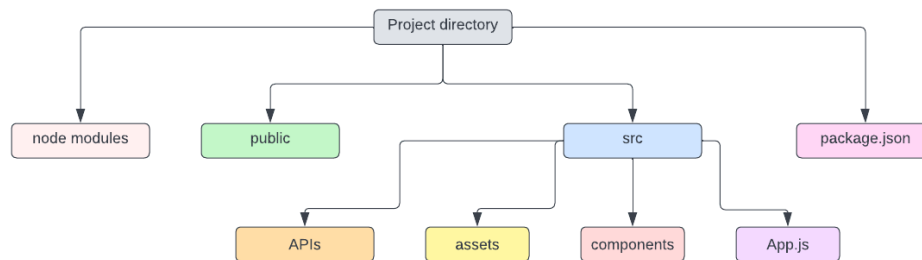 Project directory
node modules
public
src
package.json
APIs
assets
components
App.js